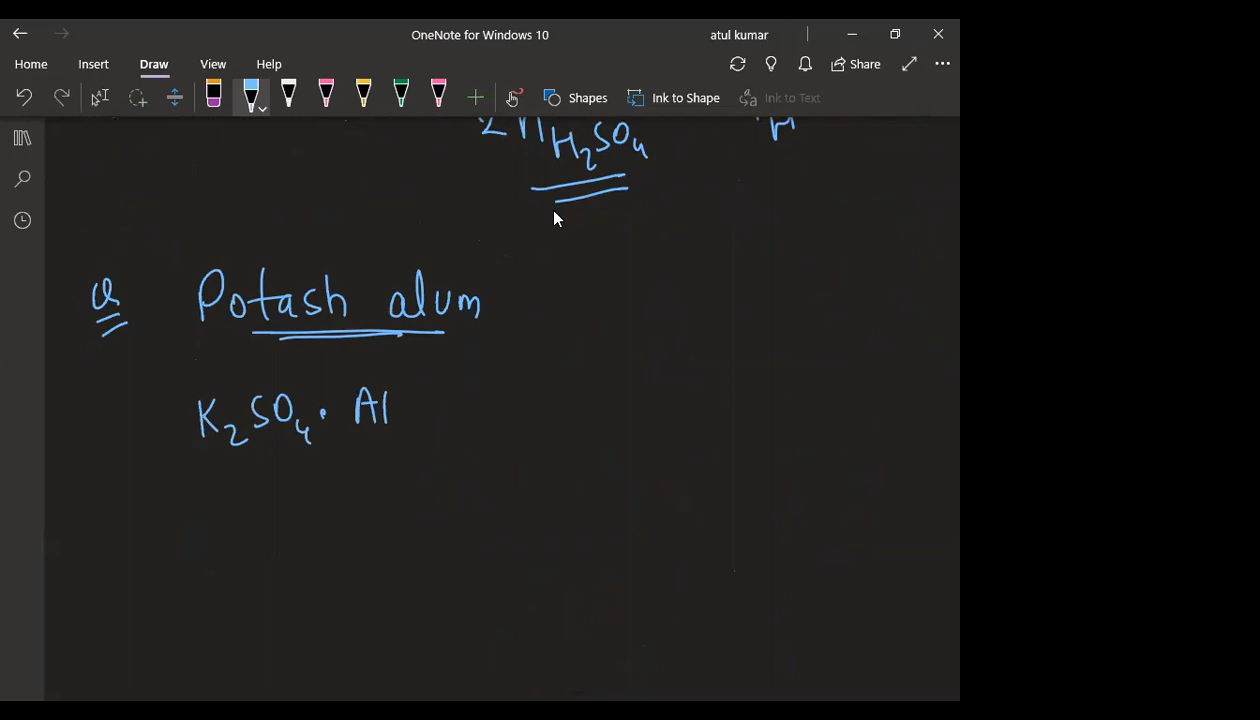 OneNote for Windows 10
atul kumar
Home Insert Draw View Help
Share
Shapes Ink to Shape Ink to Text
H₂SO₄
Q Potash alum
K₂SO₄· Al